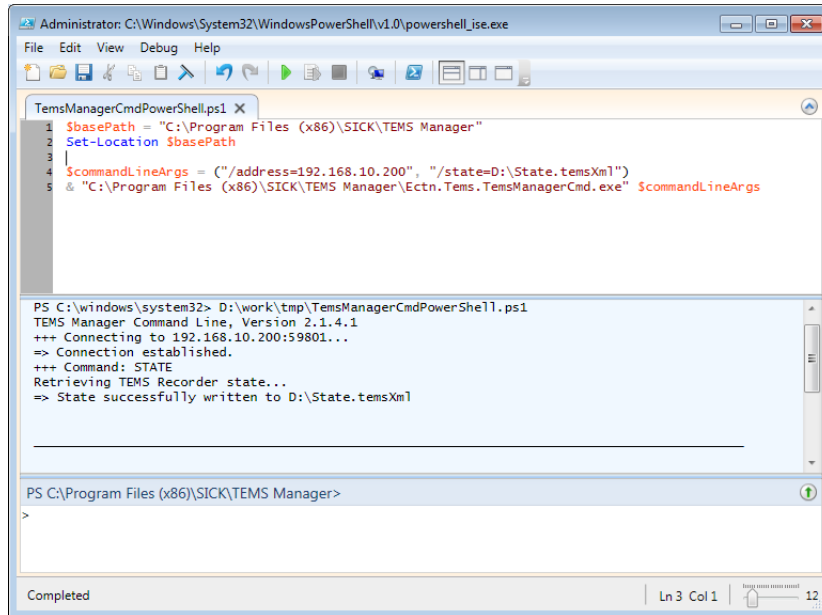 Administrator: C:\Windows\System32\WindowsPowerShell\v1.0\powershell_ise.exe
File Edit View Debug Help
TemsManagerCmdPowerShell.ps1
1 $basePath = "C:\Program Files (x86)\SICK\TEMS Manager"
2 Set-Location $basePath
3
4 $commandLineArgs = ("/address=192.168.10.200", "/state=D:\State.temsXml")
5 & "C:\Program Files (x86)\SICK\TEMS Manager\Ectn.Tems.TemsManagerCmd.exe" $commandLineArgs
PS C:\windows\system32> D:\work\tmp\TemsManagerCmdPowerShell.ps1
TEMS Manager Command Line, Version 2.1.4.1
+++ Connecting to 192.168.10.200:59801...
=> Connection established.
+++ Command: STATE
Retrieving TEMS Recorder state...
=> State successfully written to D:\State.temsXml
PS C:\Program Files (x86)\SICK\TEMS Manager>
>
Completed Ln 3 Col 1 12